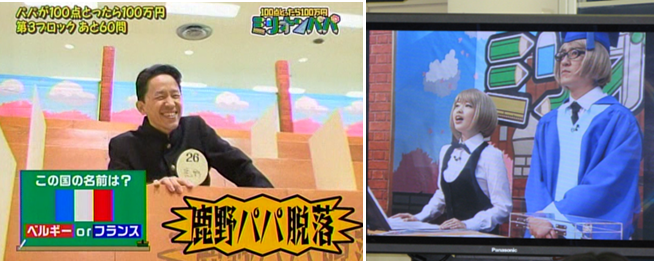 パパが100点とったら100万円
第3ブロック あと60問
100点とったら100万円
ミリオンパパ
26
この国の名前は?
ベルギー or フランス
鹿野パパ脱落
Panasonic